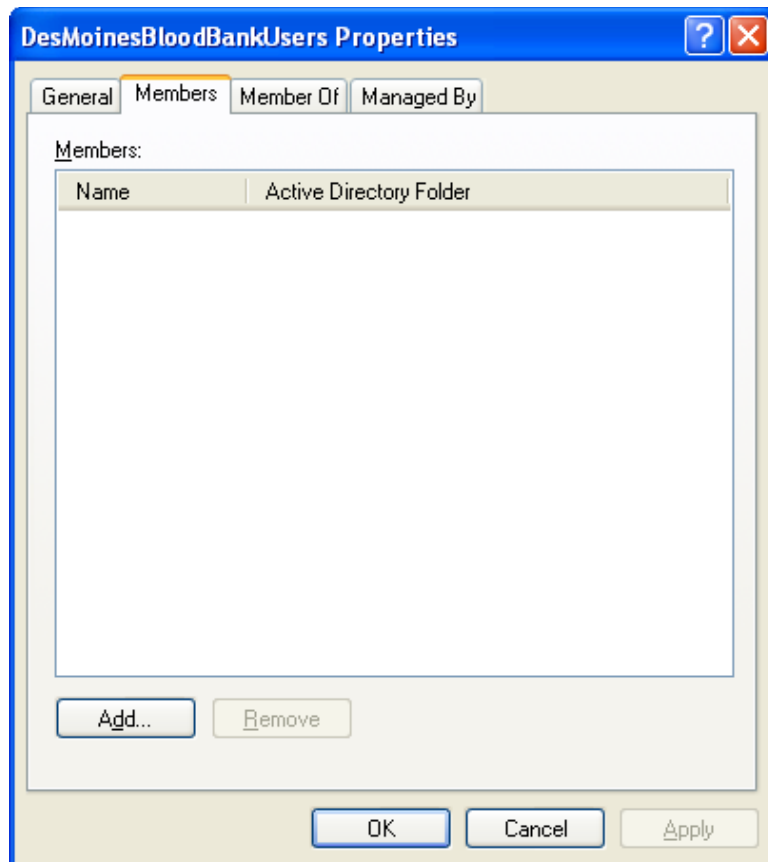 DesMoinesBloodBankUsers Properties
General Members Member Of Managed By
Members:
Name Active Directory Folder
Add... Remove
OK Cancel Apply